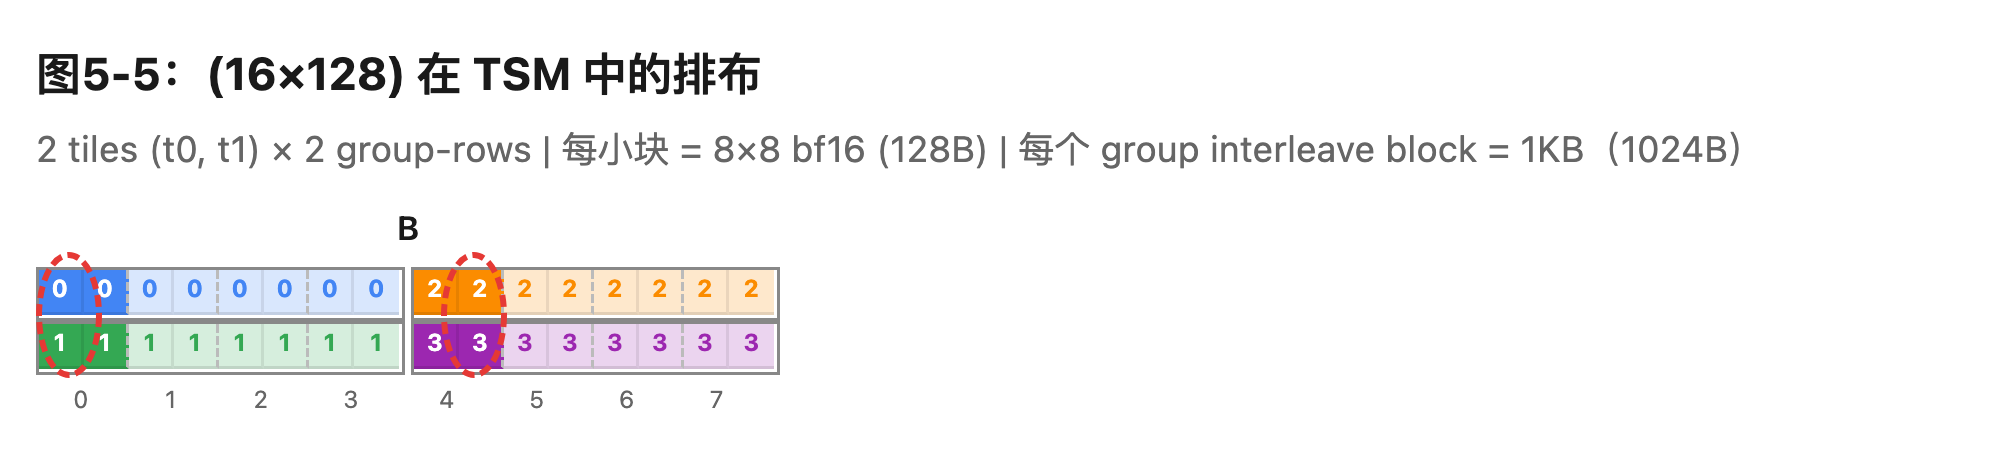 图5-5：(16×128) 在 TSM 中的排布
2 tiles (t0, t1) × 2 group-rows | 每小块 = 8×8 bf16 (128B) | 每个 group interleave block = 1KB（1024B）
B
0 0 0 0 0 0 0 0 2 2 2 2 2 2 2 2
1 1 1 1 1 1 1 1 3 3 3 3 3 3 3 3
0 1 2 3 4 5 6 7